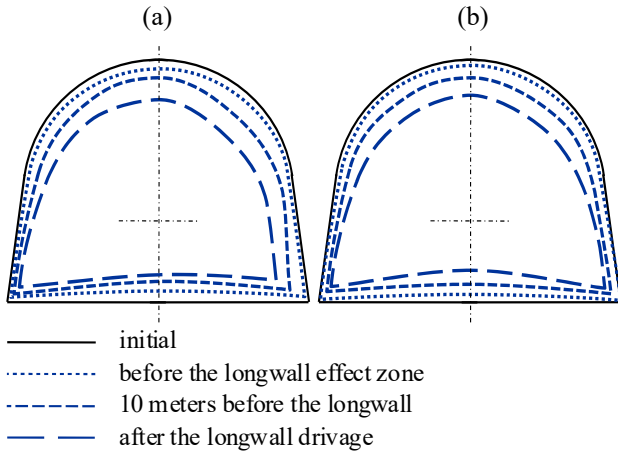 (a) (b)
initial
before the longwall effect zone
10 meters before the longwall
after the longwall drivage